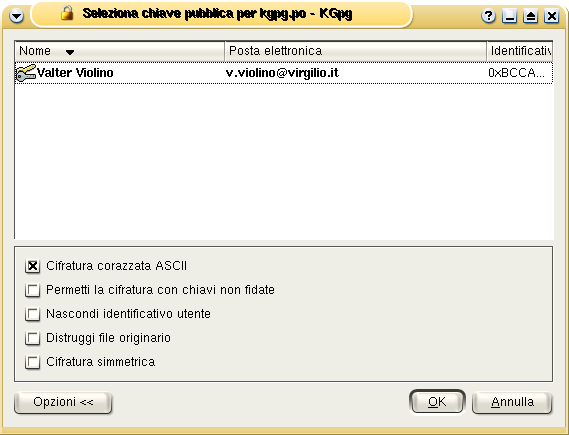 Seleziona chiave pubblica per kgpg.po - KGpg
Nome Posta elettronica Identificativ
Valter Violino v.violino@virgilio.it 0xBCCA...
Cifratura corazzata ASCII
Permetti la cifratura con chiavi non fidate
Nascondi identificativo utente
Distruggi file originario
Cifratura simmetrica
Opzioni << OK Annulla